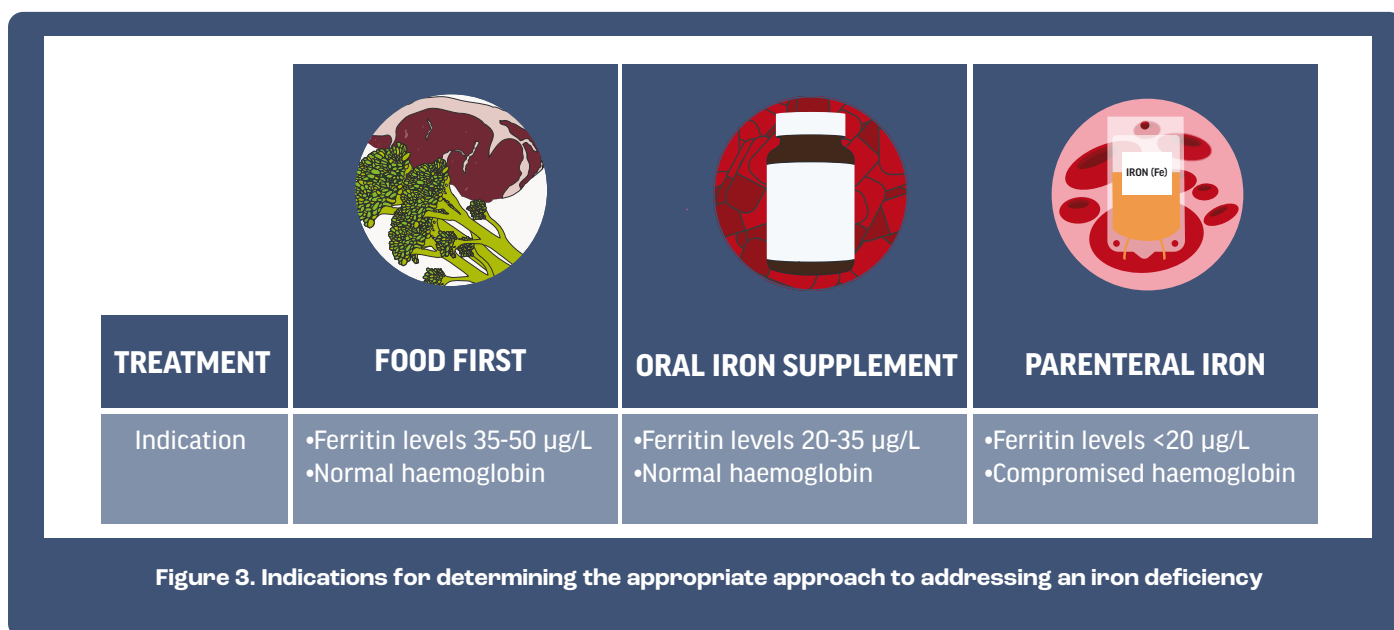 IRON (Fe)
TREATMENT
FOOD FIRST
ORAL IRON SUPPLEMENT
PARENTERAL IRON
Indication
•Ferritin levels 35-50 µg/L
•Normal haemoglobin
•Ferritin levels 20-35 µg/L
•Normal haemoglobin
•Ferritin levels <20 µg/L
•Compromised haemoglobin
Figure 3. Indications for determining the appropriate approach to addressing an iron deficiency